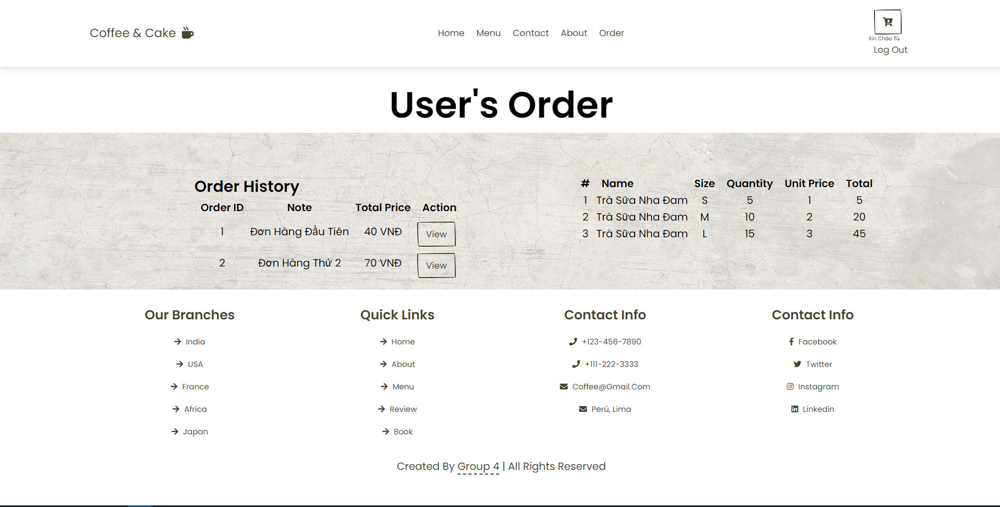 Coffee & Cake
Home Menu Contact About Order
Xin Chào Tú
Log Out
User's Order
Order History
Order ID Note Total Price Action
1 Đơn Hàng Đầu Tiên 40 VNĐ View
2 Đơn Hàng Thứ 2 70 VNĐ View
# Name Size Quantity Unit Price Total
1 Trà Sữa Nha Đam S 5 1 5
2 Trà Sữa Nha Đam M 10 2 20
3 Trà Sữa Nha Đam L 15 3 45
Our Branches
India
USA
France
Africa
Japan
Quick Links
Home
About
Menu
Review
Book
Contact Info
+123-456-7890
+111-222-3333
Coffee@Gmail.Com
Perú, Lima
Contact Info
Facebook
Twitter
Instagram
Linkedin
Created By Group 4 | All Rights Reserved